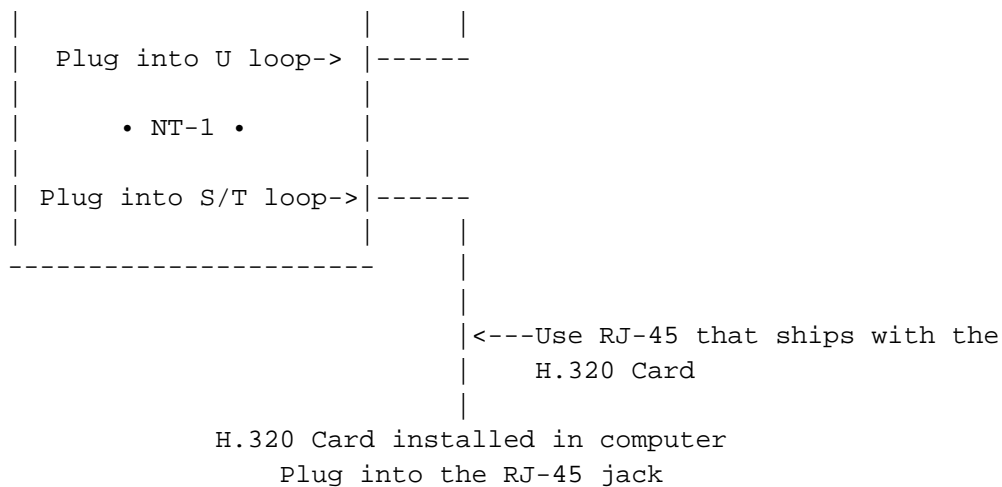 Plug into U loop-> |------
• NT-1 •
Plug into S/T loop->|------
<---Use RJ-45 that ships with the
H.320 Card
H.320 Card installed in computer
Plug into the RJ-45 jack